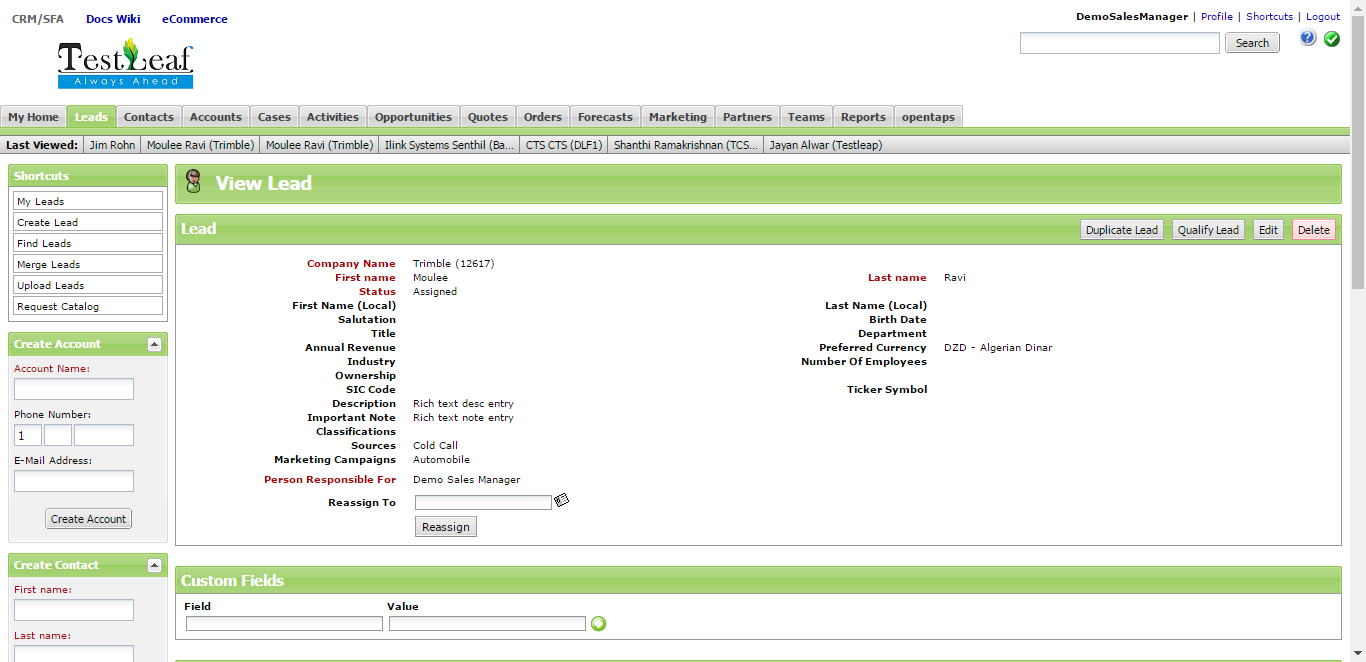 CRM/SFA Docs Wiki eCommerce
DemoSalesManager | Profile | Shortcuts | Logout
TestLeaf
Always Ahead
Search
My Home Leads Contacts Accounts Cases Activities Opportunities Quotes Orders Forecasts Marketing Partners Teams Reports opentaps
Last Viewed: Jim Rohn Moulee Ravi (Trimble) Moulee Ravi (Trimble) Ilink Systems Senthil (Ba... CTS CTS (DLF1) Shanthi Ramakrishnan (TCS... Jayan Alwar (Testleap)
Shortcuts
My Leads
Create Lead
Find Leads
Merge Leads
Upload Leads
Request Catalog
Create Account
Account Name:
Phone Number:
1
E-Mail Address:
Create Account
Create Contact
First name:
Last name:
View Lead
Lead Duplicate Lead Qualify Lead Edit Delete
Company Name Trimble (12617)
First name Moulee Last name Ravi
Status Assigned
First Name (Local) Last Name (Local)
Salutation Birth Date
Title Department
Annual Revenue Preferred Currency DZD - Algerian Dinar
Industry Number Of Employees
Ownership
SIC Code Ticker Symbol
Description Rich text desc entry
Important Note Rich text note entry
Classifications
Sources Cold Call
Marketing Campaigns Automobile
Person Responsible For Demo Sales Manager
Reassign To
Reassign
Custom Fields
Field Value